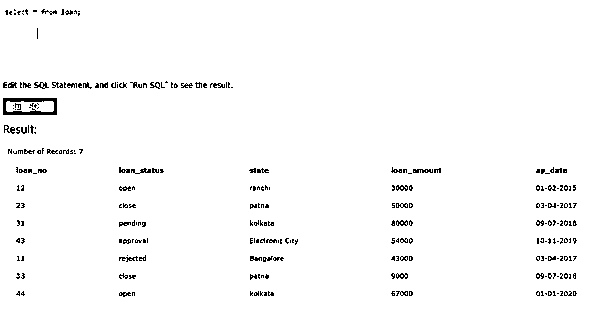 select * from loan;
Edit the SQL Statement, and click "Run SQL" to see the result.
Result:
Number of Records: 7
loan_no loan_status state loan_amount ap_date
12 open ranchi 30000 01-02-2015
23 close patna 50000 03-04-2017
31 pending kolkata 80000 09-07-2018
43 approval Electronic City 54000 10-11-2019
11 rejected Bangalore 43000 03-04-2017
33 close patna 9000 09-07-2018
44 open kolkata 67000 01-01-2020